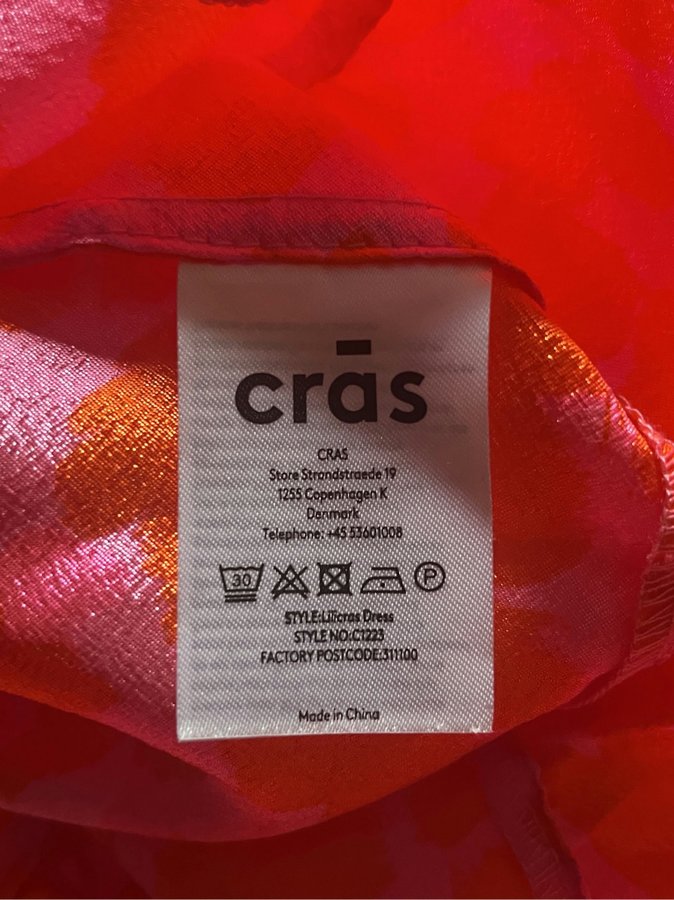 crās
CRAS
Store Strandstraede 19
1255 Copenhagen K
Denmark
Telephone: +45 53601008
30 P
STYLE:Lilicras Dress
STYLE NO:C1223
FACTORY POSTCODE:311100
Made in China